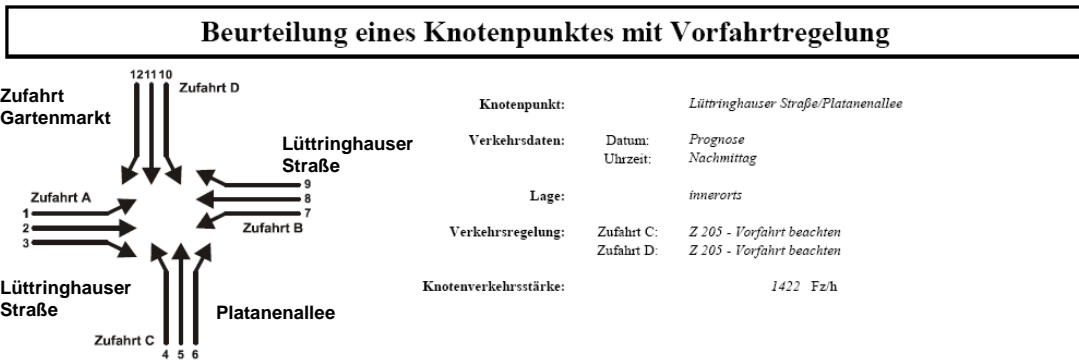 Beurteilung eines Knotenpunktes mit Vorfahrtregelung
12 11 10
Zufahrt D
Zufahrt
Gartenmarkt
Lüttringhauser
Straße
9
8
7
Zufahrt A
1
2
3
Zufahrt B
Lüttringhauser
Straße
Platanenallee
Zufahrt C
4 5 6
Knotenpunkt: Lüttringhauser Straße/Platanenallee
Verkehrsdaten: Datum: Prognose
Uhrzeit: Nachmittag
Lage: innerorts
Verkehrsregelung: Zufahrt C: Z 205 - Vorfahrt beachten
Zufahrt D: Z 205 - Vorfahrt beachten
Knotenverkehrsstärke: 1422 Fz/h